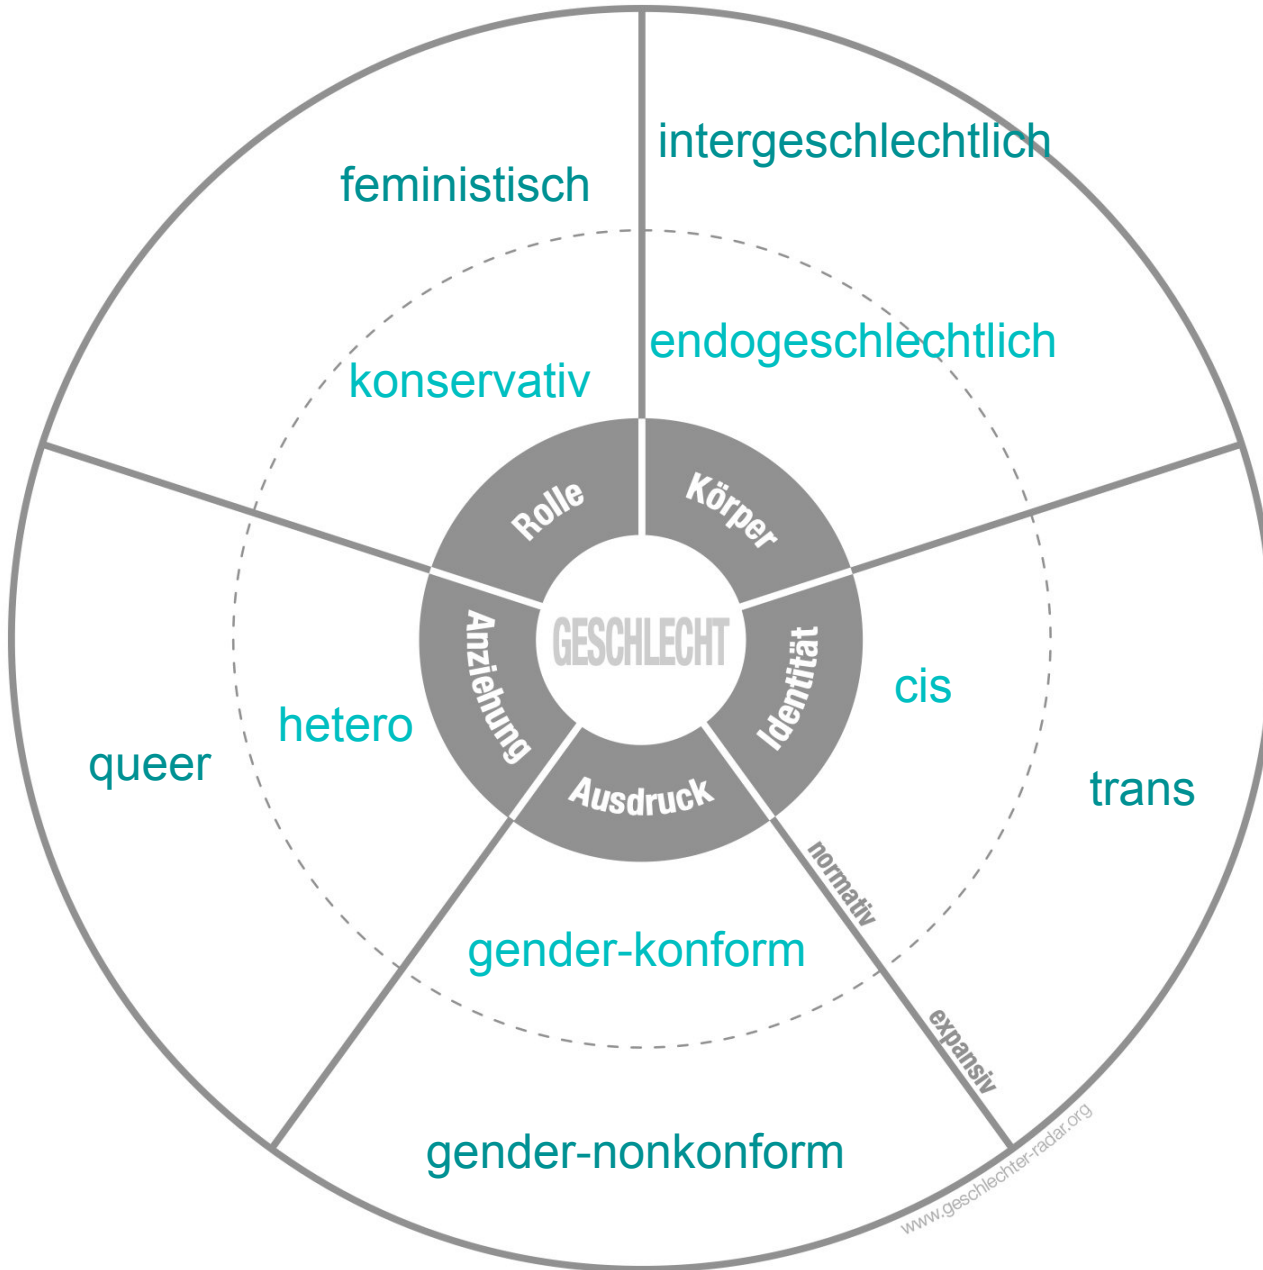 intergeschlechtlich
feministisch
endogeschlechtlich
konservativ
Rolle
Körper
GESCHLECHT
Anziehung
Identität
cis
hetero
queer
trans
Ausdruck
normativ
gender-konform
expansiv
gender-nonkonform
www.geschlechter-radar.org